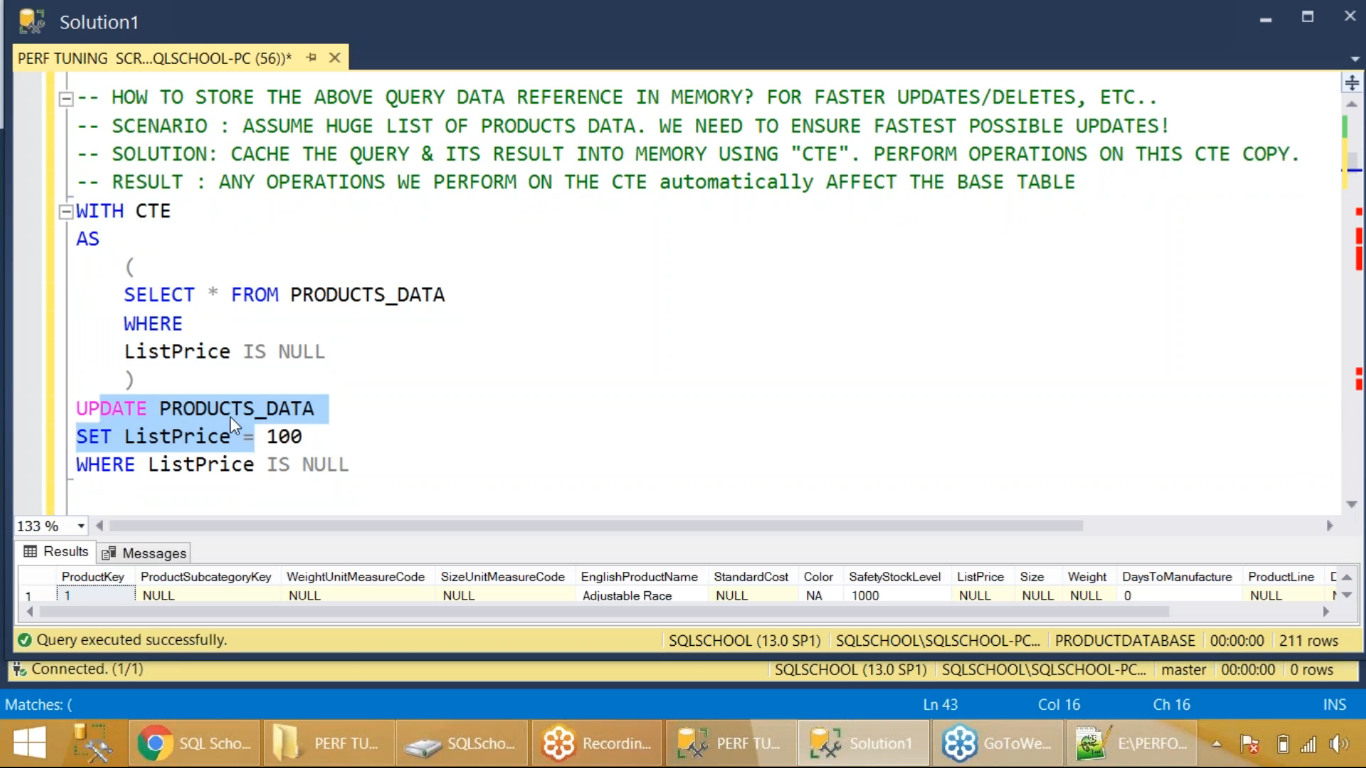 Solution1
PERF TUNING SCR...QLSCHOOL-PC (56))*
-- HOW TO STORE THE ABOVE QUERY DATA REFERENCE IN MEMORY? FOR FASTER UPDATES/DELETES, ETC..
-- SCENARIO : ASSUME HUGE LIST OF PRODUCTS DATA. WE NEED TO ENSURE FASTEST POSSIBLE UPDATES!
-- SOLUTION: CACHE THE QUERY & ITS RESULT INTO MEMORY USING "CTE". PERFORM OPERATIONS ON THIS CTE COPY.
-- RESULT : ANY OPERATIONS WE PERFORM ON THE CTE automatically AFFECT THE BASE TABLE
WITH CTE
AS
(
SELECT * FROM PRODUCTS_DATA
WHERE
ListPrice IS NULL
)
UPDATE PRODUCTS_DATA
SET ListPrice = 100
WHERE ListPrice IS NULL
133 %
Results Messages
ProductKey ProductSubcategoryKey WeightUnitMeasureCode SizeUnitMeasureCode EnglishProductName StandardCost Color SafetyStockLevel ListPrice Size Weight DaysToManufacture ProductLine
1 1 NULL NULL NULL Adjustable Race NULL NA 1000 NULL NULL NULL 0 NULL
Query executed successfully. SQLSCHOOL (13.0 SP1) SQLSCHOOL\SQLSCHOOL-PC... PRODUCTDATABASE 00:00:00 211 rows
Connected. (1/1) SQLSCHOOL (13.0 SP1) SQLSCHOOL\SQLSCHOOL-PC... master 00:00:00 0 rows
Matches: ( Ln 43 Col 16 Ch 16 INS
SQL Scho... PERF TU... SQLScho... Recordin... PERF TU... Solution1 GoToWe... E:\PERFO...